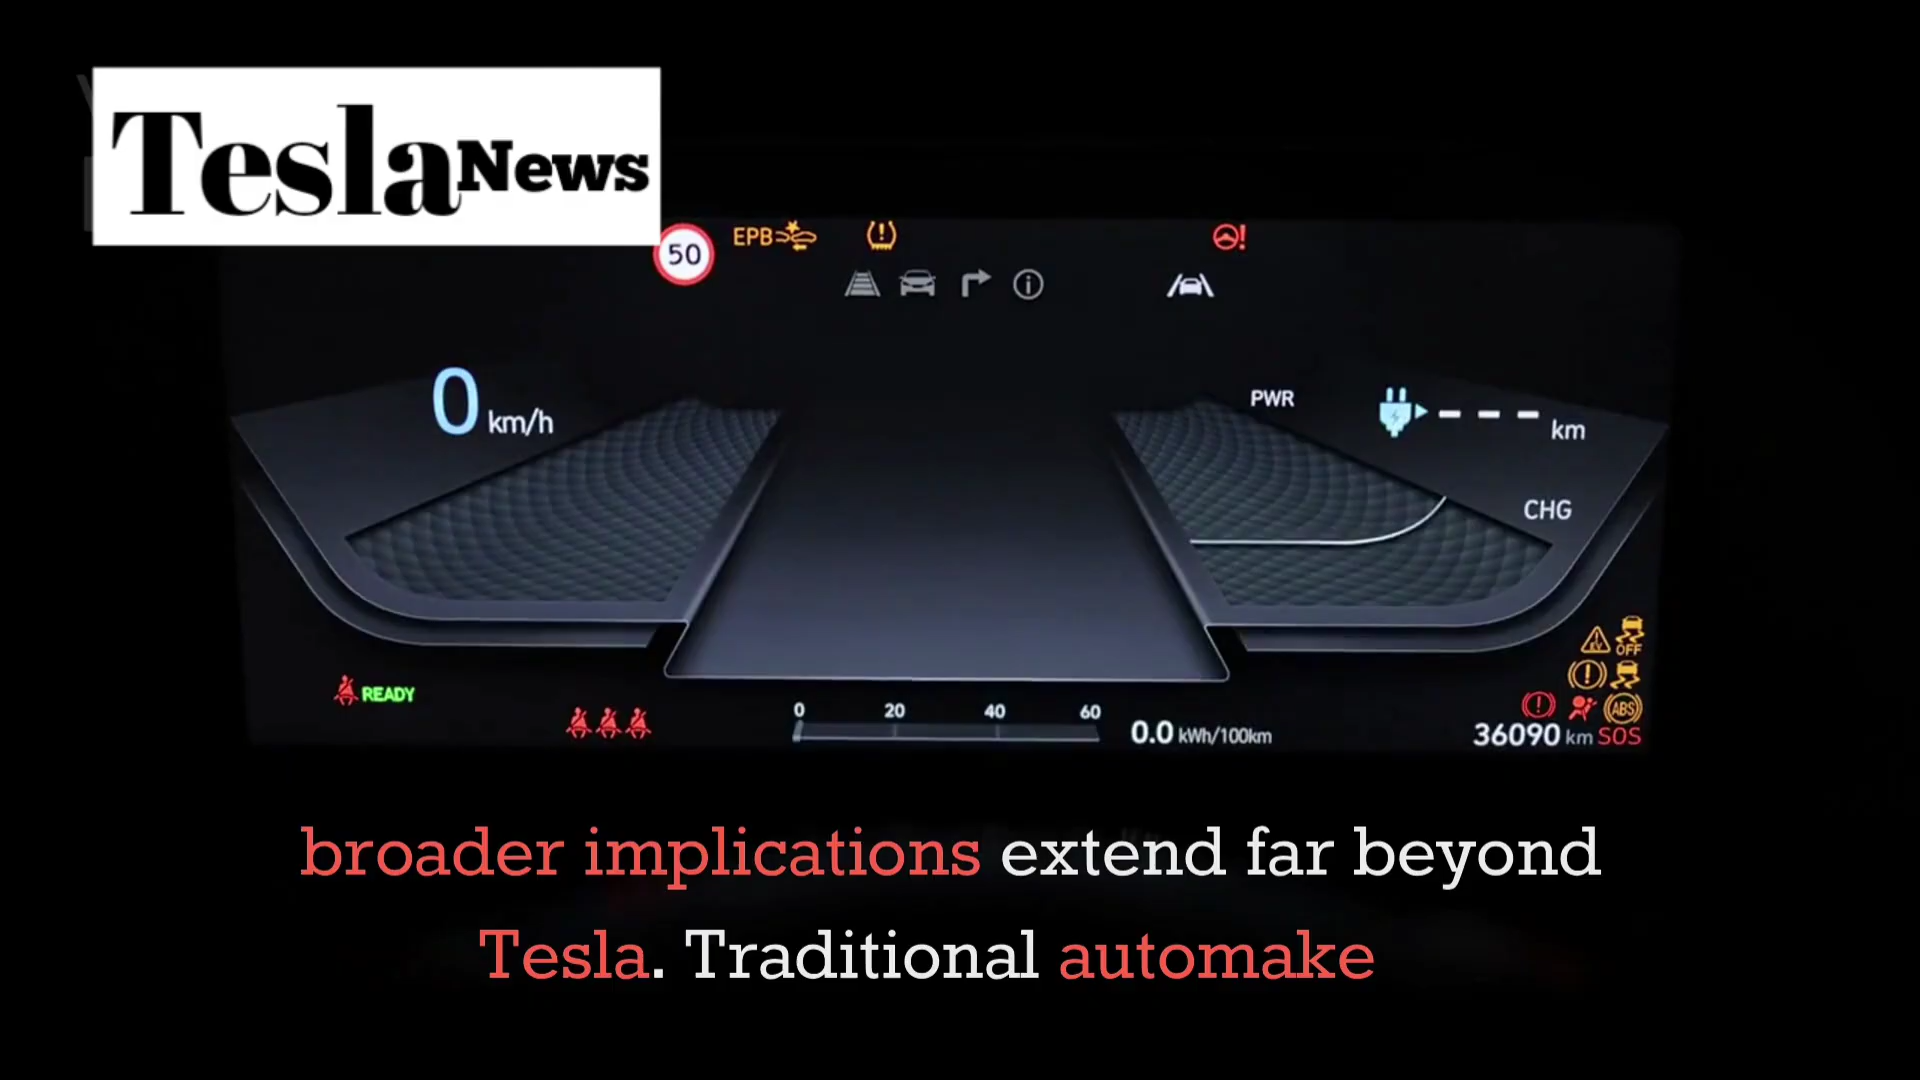 TeslaNews
50
EPB
0 km/h
PWR
--- km
CHG
OFF
READY
ABS
0 20 40 60
0.0 kWh/100km
36090 km SOS
broader implications extend far beyond
Tesla. Traditional automake